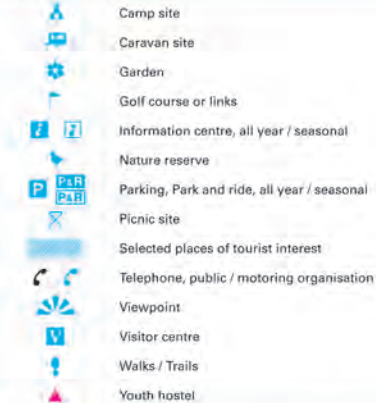 Camp site
Caravan site
Garden
Golf course or links
i i Information centre, all year / seasonal
Nature reserve
P P&R P&R Parking, Park and ride, all year / seasonal
Picnic site
Selected places of tourist interest
Telephone, public / motoring organisation
Viewpoint
V Visitor centre
Walks / Trails
Youth hostel